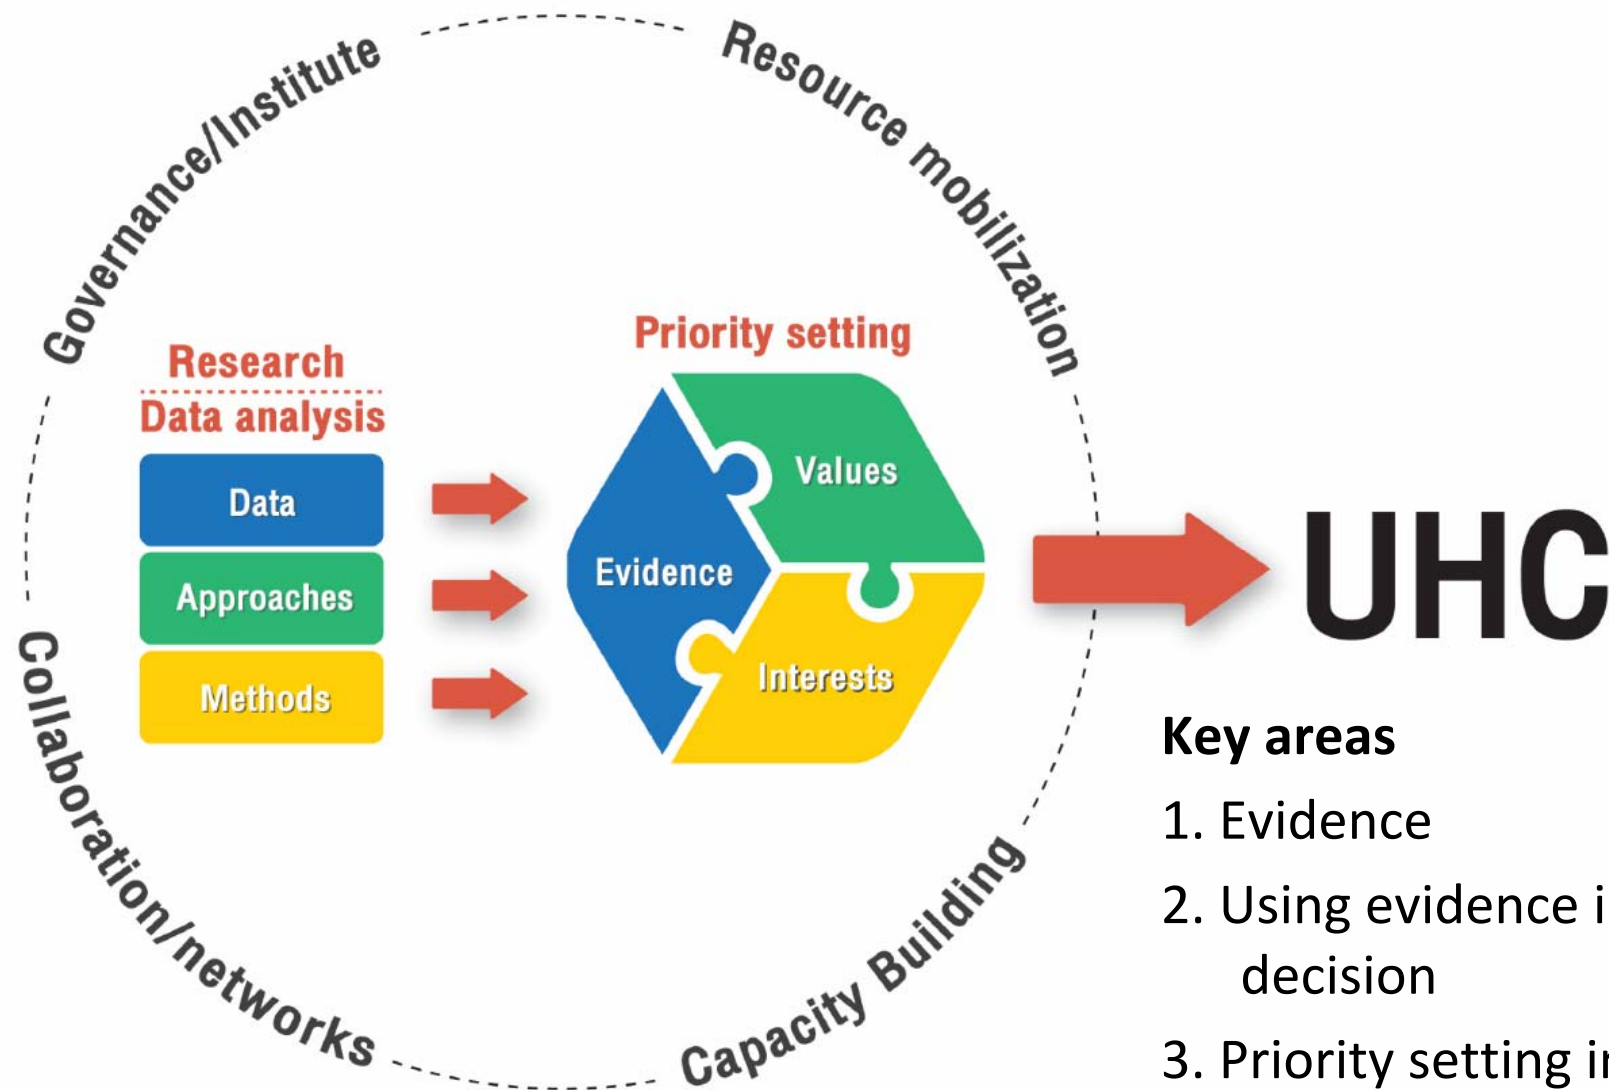 Governance/Institute
Resource mobilization
Research
Data analysis
Data
Approaches
Methods
Priority setting
Values
Evidence
Interests
UHC
Collaboration/networks
Capacity Building
Key areas
1. Evidence
2. Using evidence i
decision
3. Priority setting in